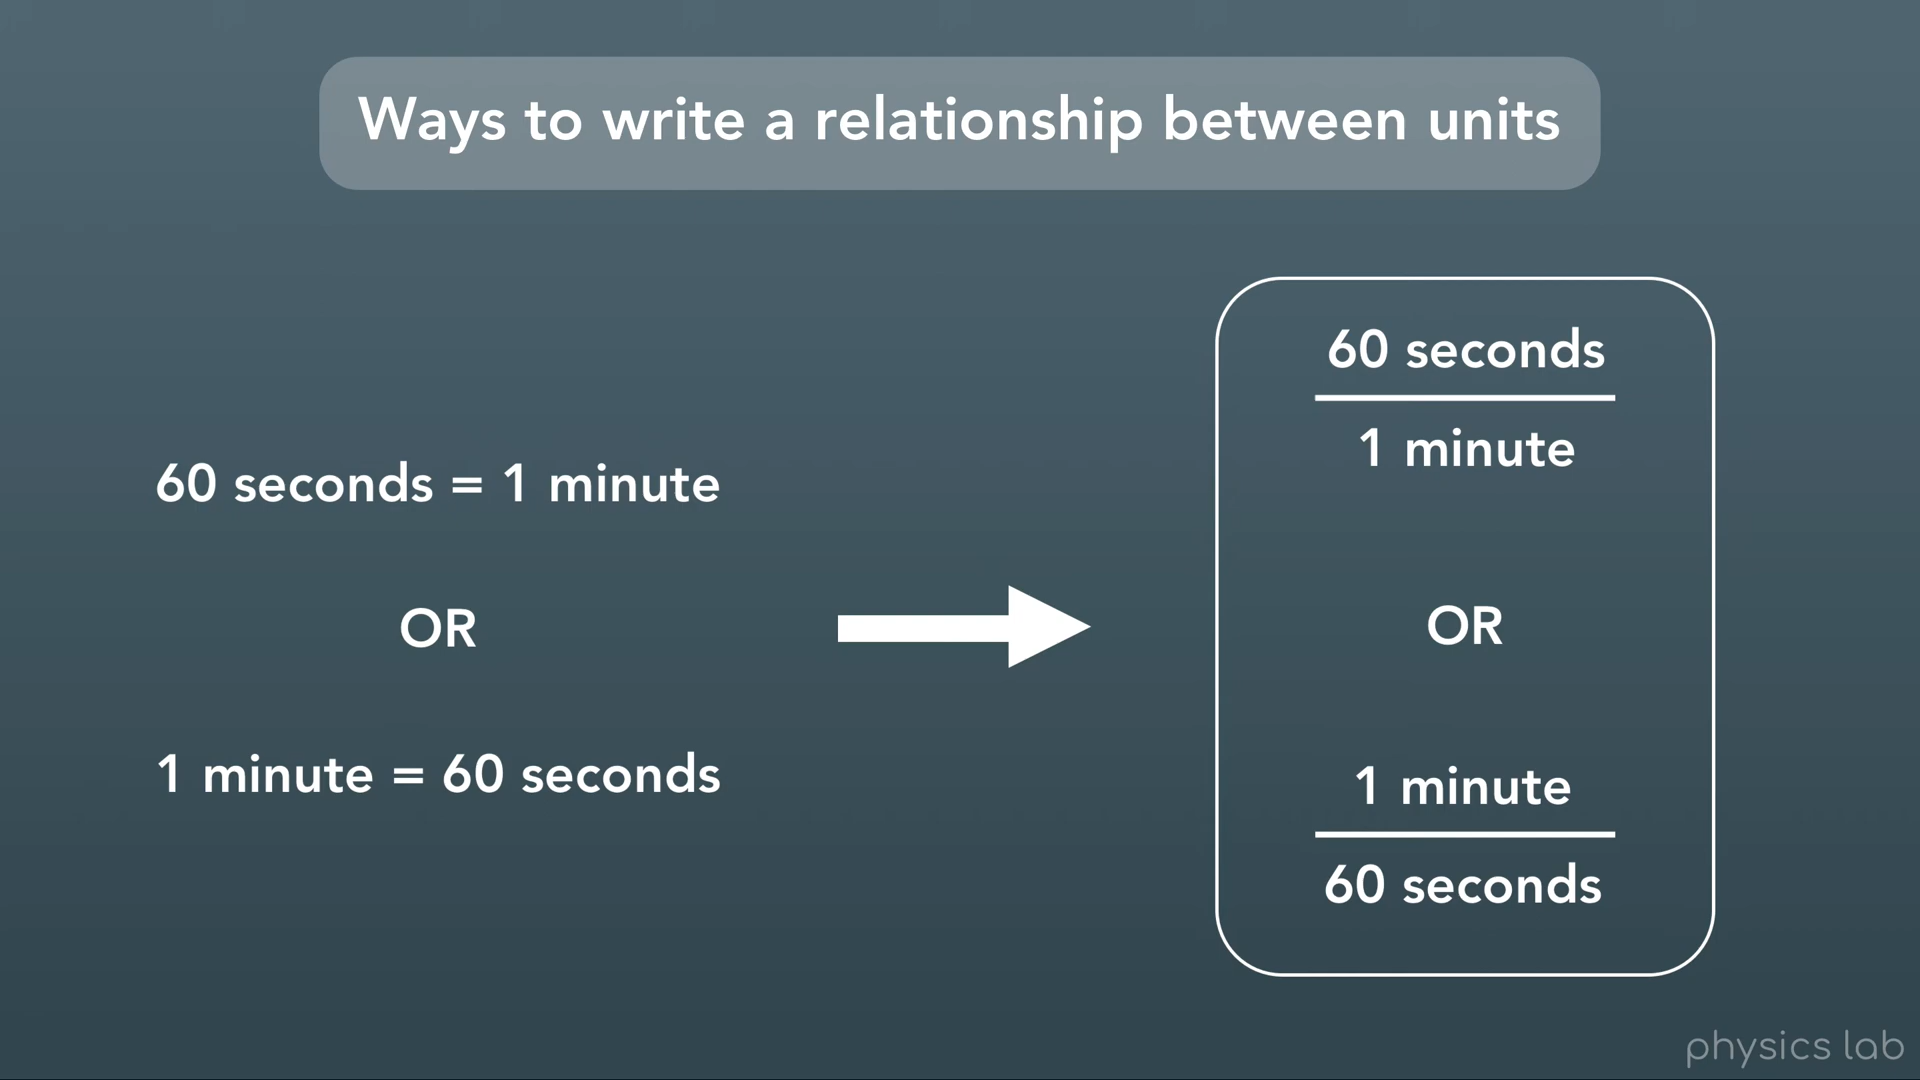 Ways to write a relationship between units
60 seconds = 1 minute
OR
1 minute = 60 seconds
60 seconds
1 minute
OR
1 minute
60 seconds
physics lab